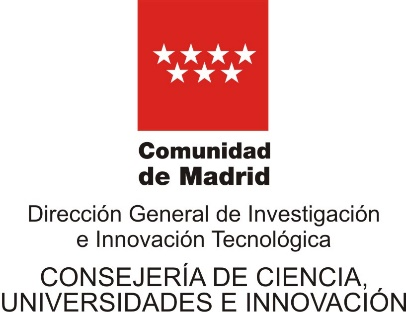 Comunidad
de Madrid
Dirección General de Investigación
e Innovación Tecnológica
CONSEJERÍA DE CIENCIA,
UNIVERSIDADES E INNOVACIÓN